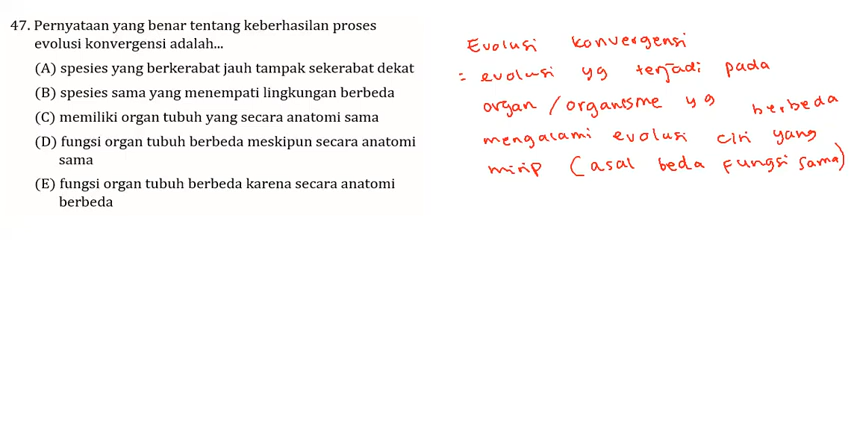 47. Pernyataan yang benar tentang keberhasilan proses
evolusi konvergensi adalah...
(A) spesies yang berkerabat jauh tampak sekerabat dekat
(B) spesies sama yang menempati lingkungan berbeda
(C) memiliki organ tubuh yang secara anatomi sama
(D) fungsi organ tubuh berbeda meskipun secara anatomi
sama
(E) fungsi organ tubuh berbeda karena secara anatomi
berbeda
Evolusi konvergensi
= evolusi yg terjadi pada
organ / organisme yg berbeda
mengalami evolusi ciri yang
mirip (asal beda fungsi sama)